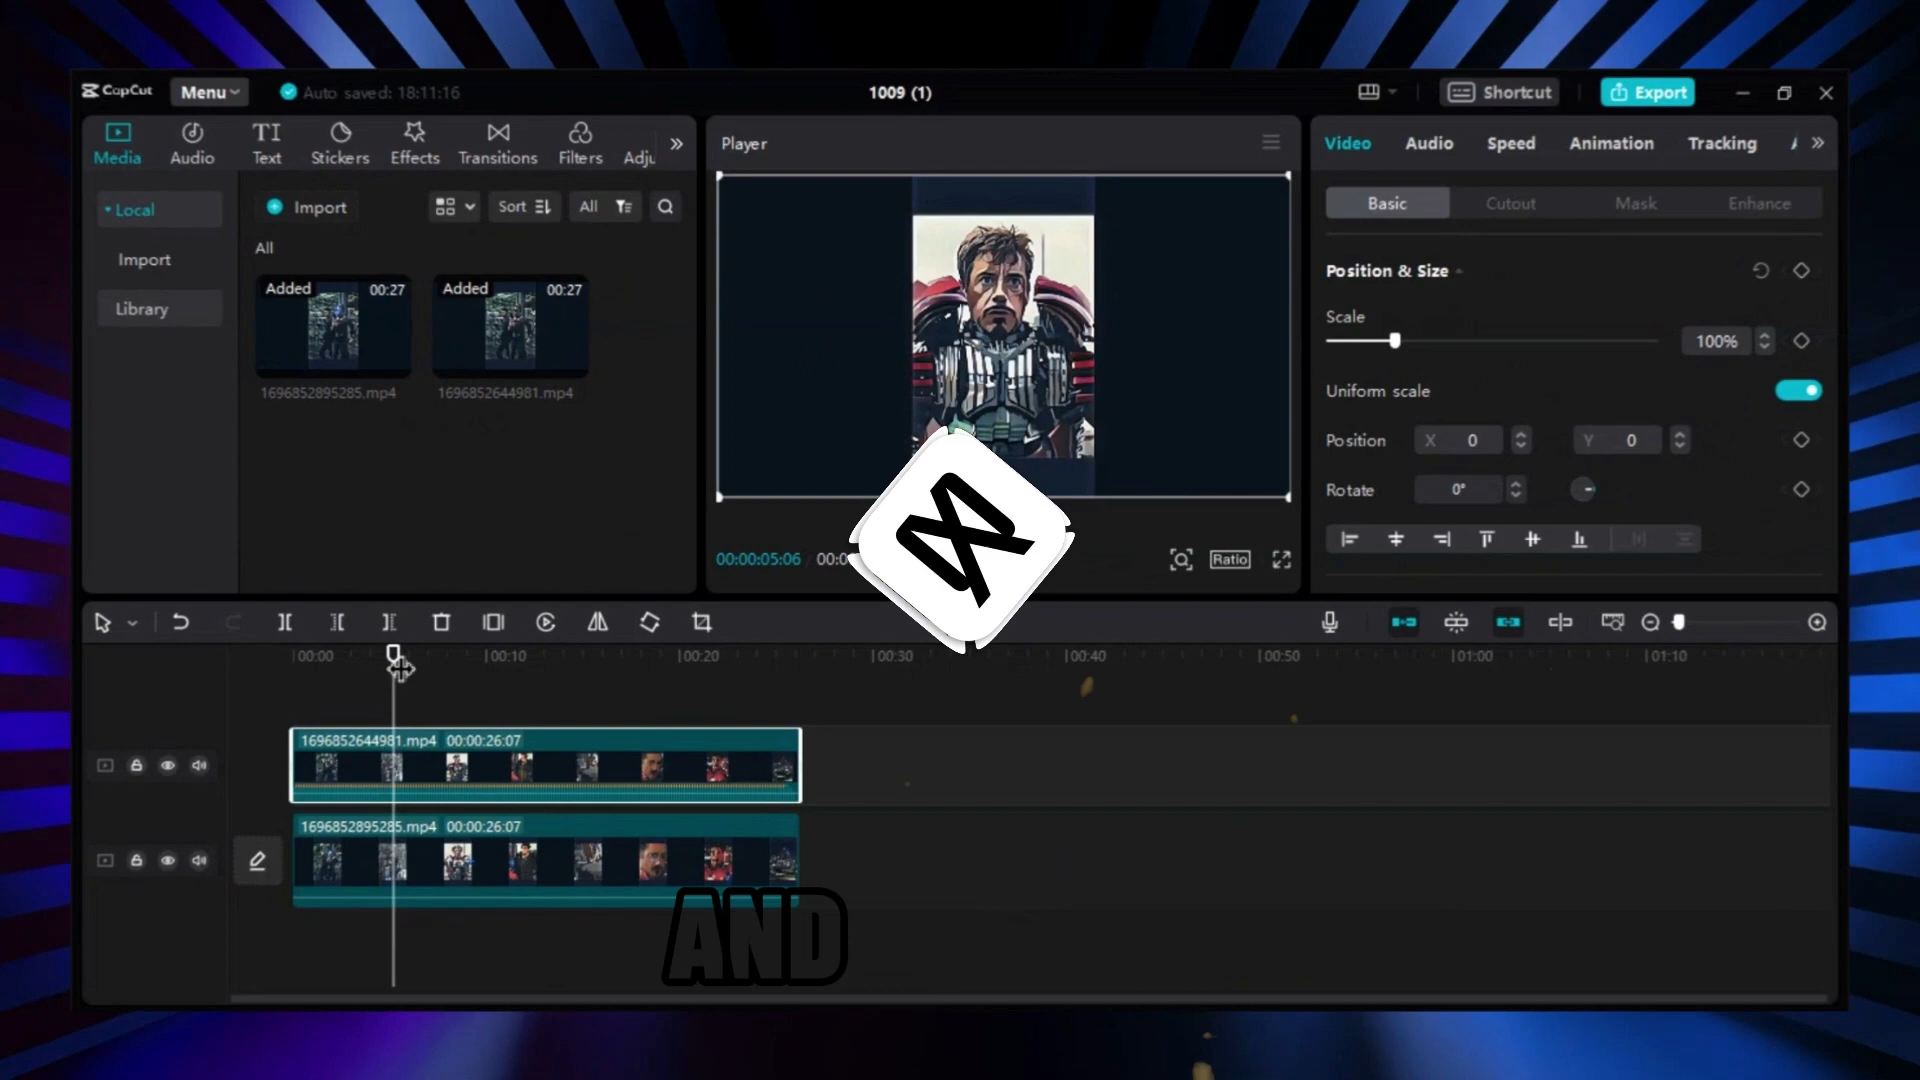 CapCut Menu Auto saved: 18:11:16 1009 (1) Shortcut Export
Media Audio Text Stickers Effects Transitions Filters Adju
Player
Video Audio Speed Animation Tracking
Local
Import
Library
Import Sort All
All
Added 00:27 Added 00:27
1696852895285.mp4 1696852644981.mp4
Basic Cutout Mask Enhance
Position & Size
Scale
100%
Uniform scale
Position X 0 Y 0
Rotate 0°
00:00:05:06 00:0 Ratio
00:00 00:10 00:20 00:30 00:40 00:50 01:00 01:10
1696852644981.mp4 00:00:26:07
1696852895285.mp4 00:00:26:07
AND